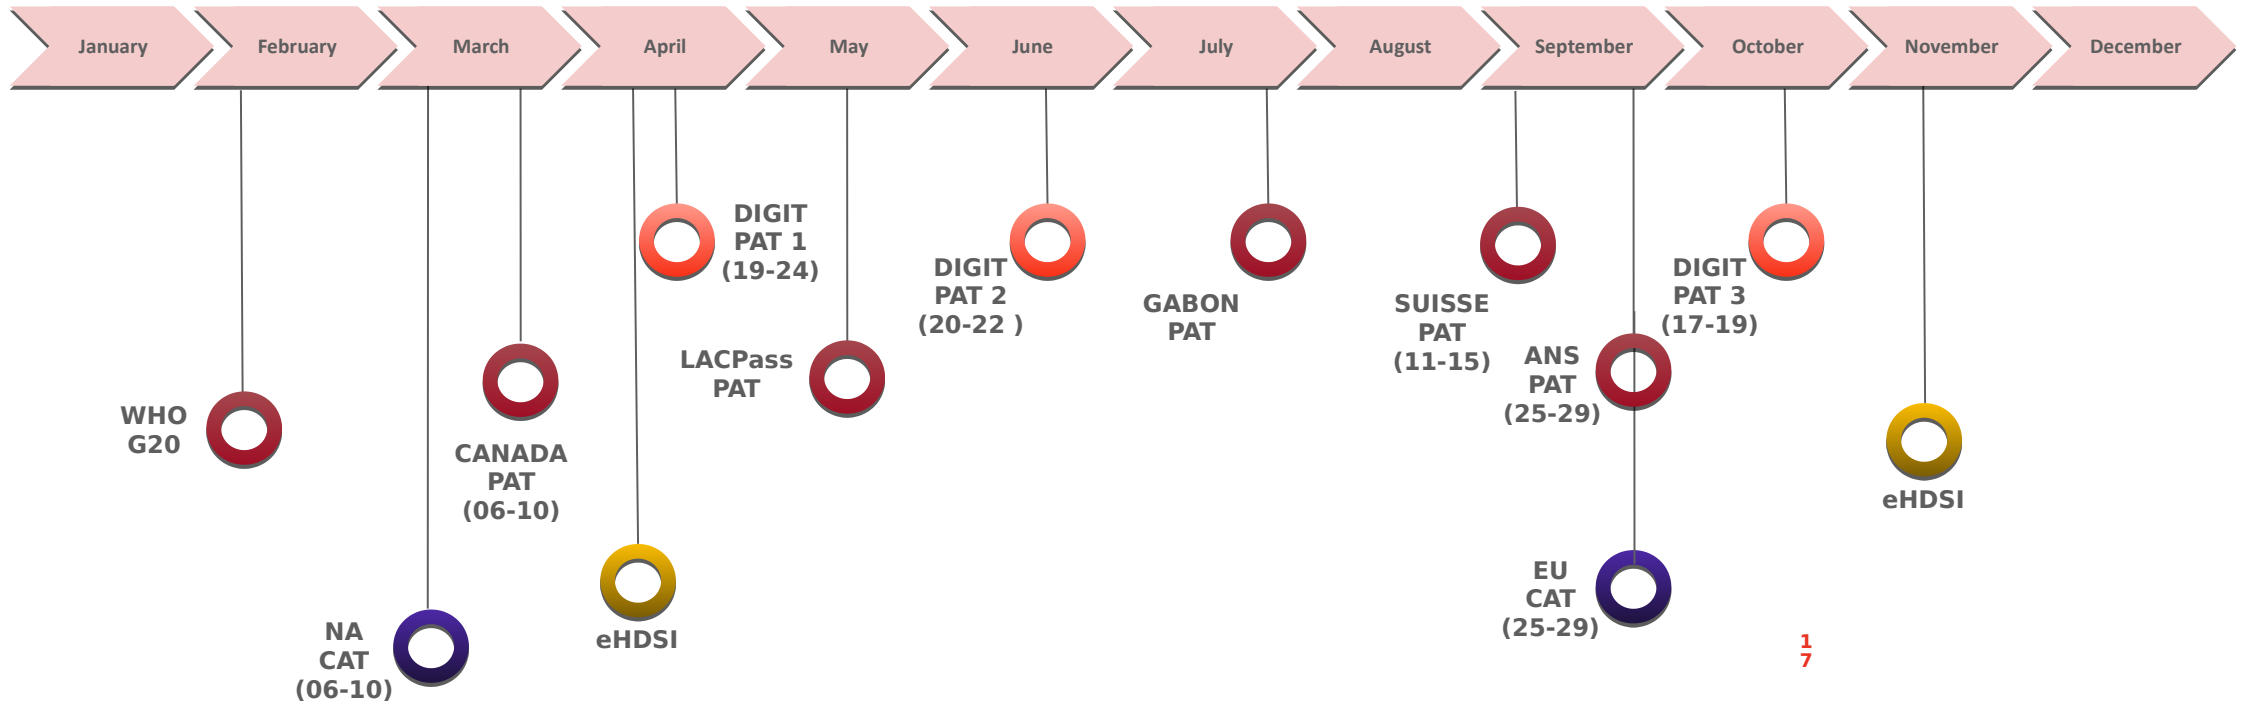 January
February
March
April
May
June
July
August
September
October
November
December
WHO
G20
NA
CAT
(06-10)
CANADA
PAT
(06-10)
eHDSI
DIGIT
PAT 1
(19-24)
LACPass
PAT
DIGIT
PAT 2
(20-22 )
GABON
PAT
SUISSE
PAT
(11-15)
ANS
PAT
(25-29)
EU
CAT
(25-29)
DIGIT
PAT 3
(17-19)
eHDSI
1
7